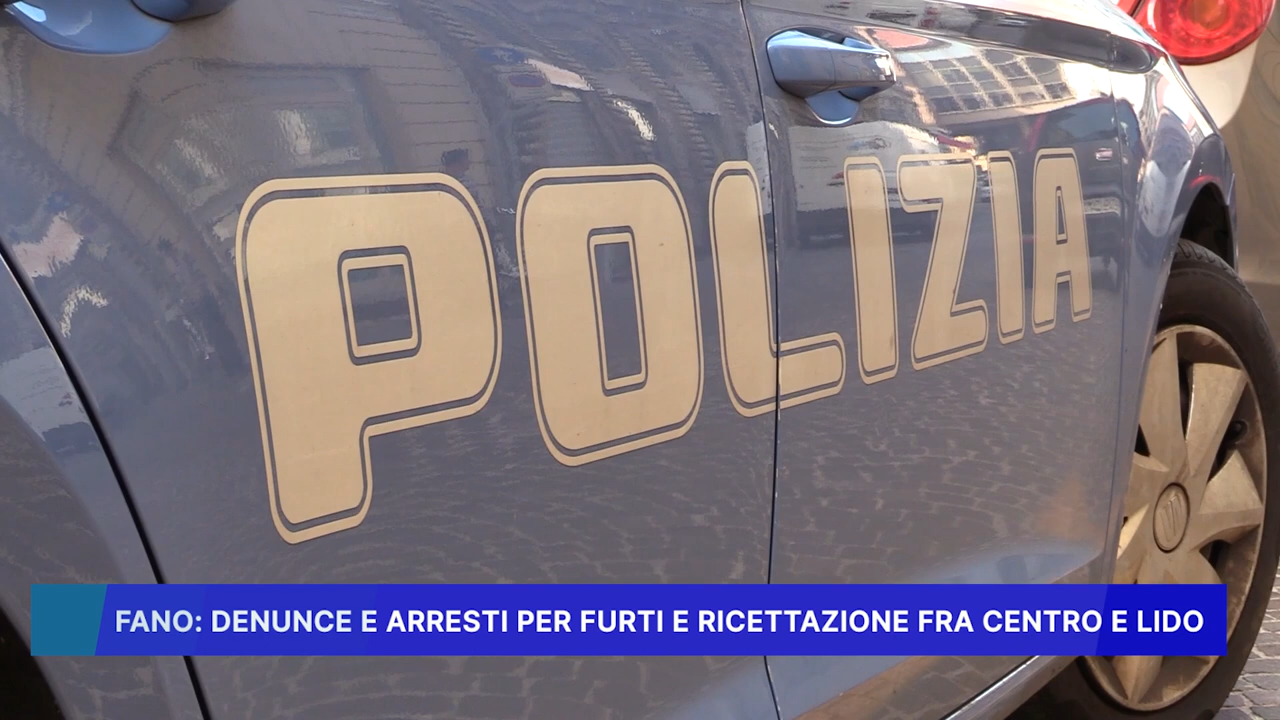 POLIZIA
FANO: DENUNCE E ARRESTI PER FURTI E RICETTAZIONE FRA CENTRO E LIDO